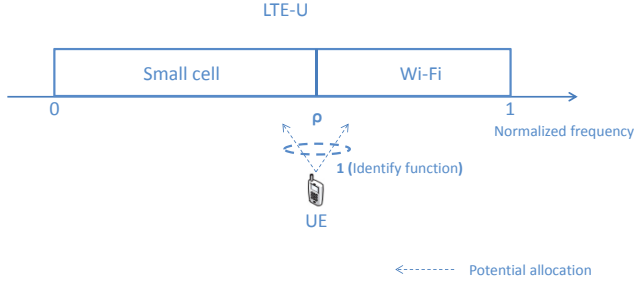 LTE-U
Small cell
Wi-Fi
0
ρ
1
Normalized frequency
1 (Identify function)
UE
Potential allocation